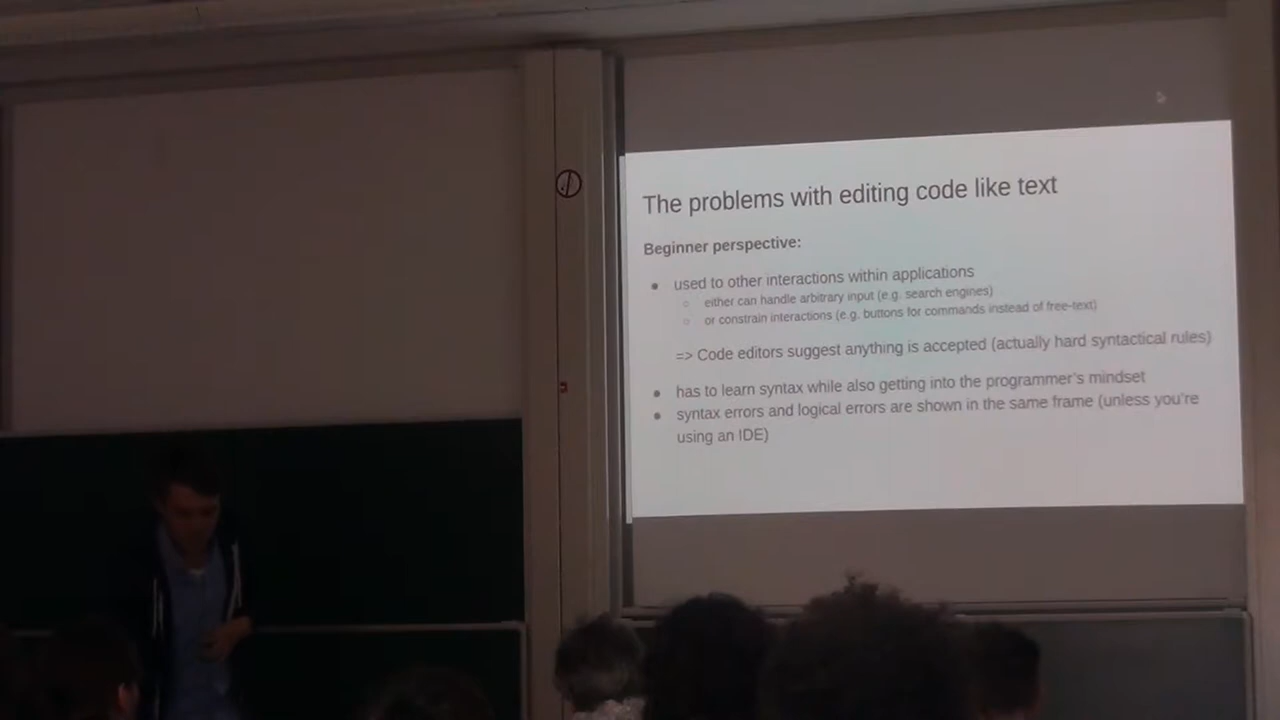 The problems with editing code like text
Beginner perspective:
● used to other interactions within applications
○ either can handle arbitrary input (e.g. search engines)
○ or constrain interactions (e.g. buttons for commands instead of free-text)
=> Code editors suggest anything is accepted (actually hard syntactical rules)
● has to learn syntax while also getting into the programmer's mindset
● syntax errors and logical errors are shown in the same frame (unless you're
using an IDE)